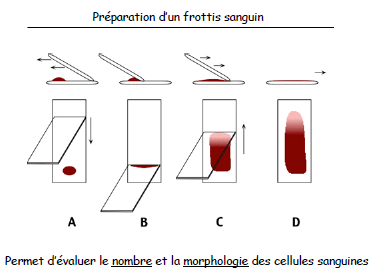 Préparation d'un frottis sanguin
A B C D
Permet d'évaluer le nombre et la morphologie des cellules sanguines